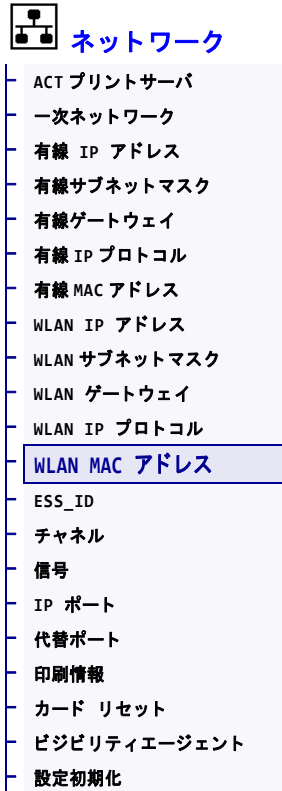 ネットワーク
ACT プリントサーバ
一次ネットワーク
有線 IP アドレス
有線サブネットマスク
有線ゲートウェイ
有線 IP プロトコル
有線 MAC アドレス
WLAN IP アドレス
WLAN サブネットマスク
WLAN ゲートウェイ
WLAN IP プロトコル
WLAN MAC アドレス
ESS_ID
チャネル
信号
IP ポート
代替ポート
印刷情報
カード リセット
ビジビリティエージェント
設定初期化